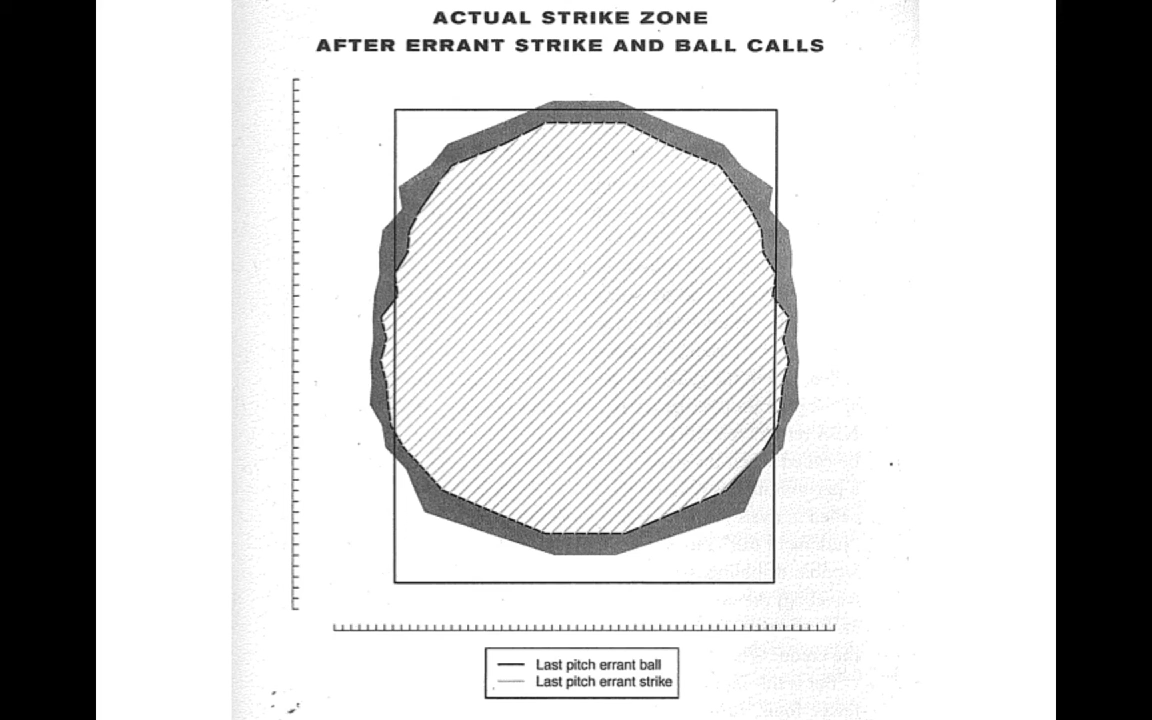 ACTUAL STRIKE ZONE
AFTER ERRANT STRIKE AND BALL CALLS
Last pitch errant ball
Last pitch errant strike